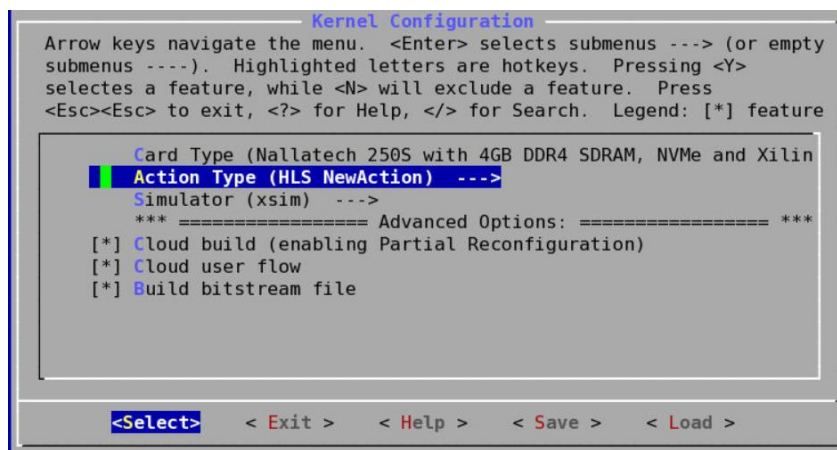 Kernel Configuration
Arrow keys navigate the menu. <Enter> selects submenus ---> (or empty
submenus ----). Highlighted letters are hotkeys. Pressing <Y>
selectes a feature, while <N> will exclude a feature. Press
<Esc><Esc> to exit, <?> for Help, </> for Search. Legend: [*] feature
Card Type (Nallatech 250S with 4GB DDR4 SDRAM, NVMe and Xilin
Action Type (HLS NewAction) --->
Simulator (xsim) --->
*** ================= Advanced Options: ================= ***
[*] Cloud build (enabling Partial Reconfiguration)
[*] Cloud user flow
[*] Build bitstream file
<Select> < Exit > < Help > < Save > < Load >